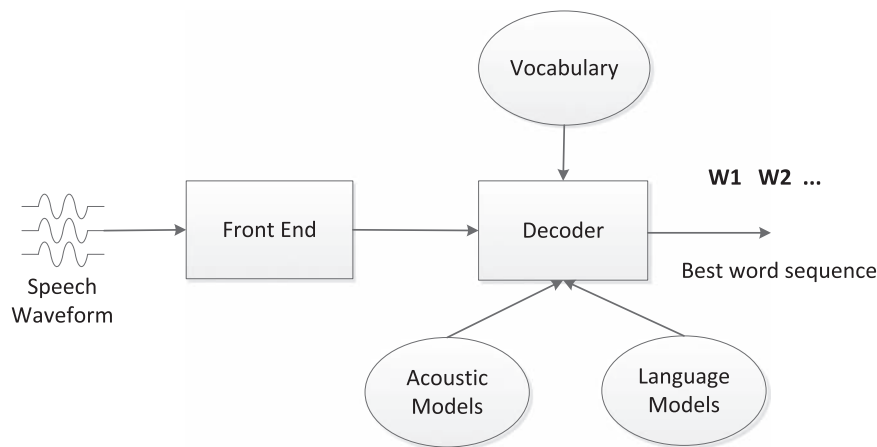 Vocabulary
W1 W2 ...
Front End
Decoder
Speech
Waveform
Best word sequence
Acoustic
Models
Language
Models